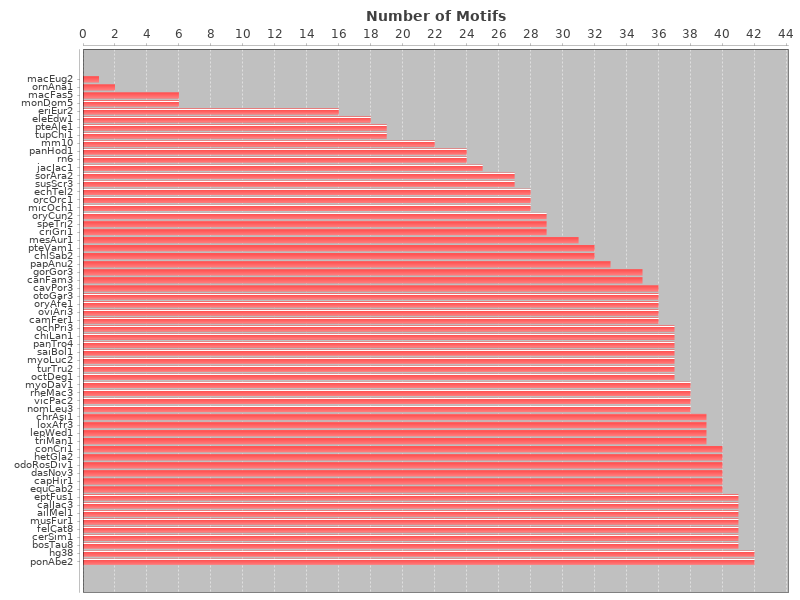 Number of Motifs
0 2 4 6 8 10 12 14 16 18 20 22 24 26 28 30 32 34 36 38 40 42 44
macEug2
ornAna1
macFas5
monDom5
eriEur2
eleEdw1
pteAle1
tupChi1
mm10
panHod1
rn6
jacJac1
sorAra2
susScr3
echTel2
orcOrc1
micOch1
oryCun2
speTri2
criGri1
mesAur1
pteVam1
chlSab2
papAnu2
gorGor3
canFam3
cavPor3
otoGar3
oryAfe1
oviAri3
camFer1
ochPri3
chiLan1
panTro4
saiBol1
myoLuc2
turTru2
octDeg1
myoDav1
rheMac3
vicPac2
nomLeu3
chrAsi1
loxAfr3
lepWed1
triMan1
conCri1
hetGla2
odoRosDiv1
dasNov3
capHir1
equCab2
eptFus1
calJac3
ailMel1
musFur1
felCat8
cerSim1
bosTau8
hg38
ponAbe2